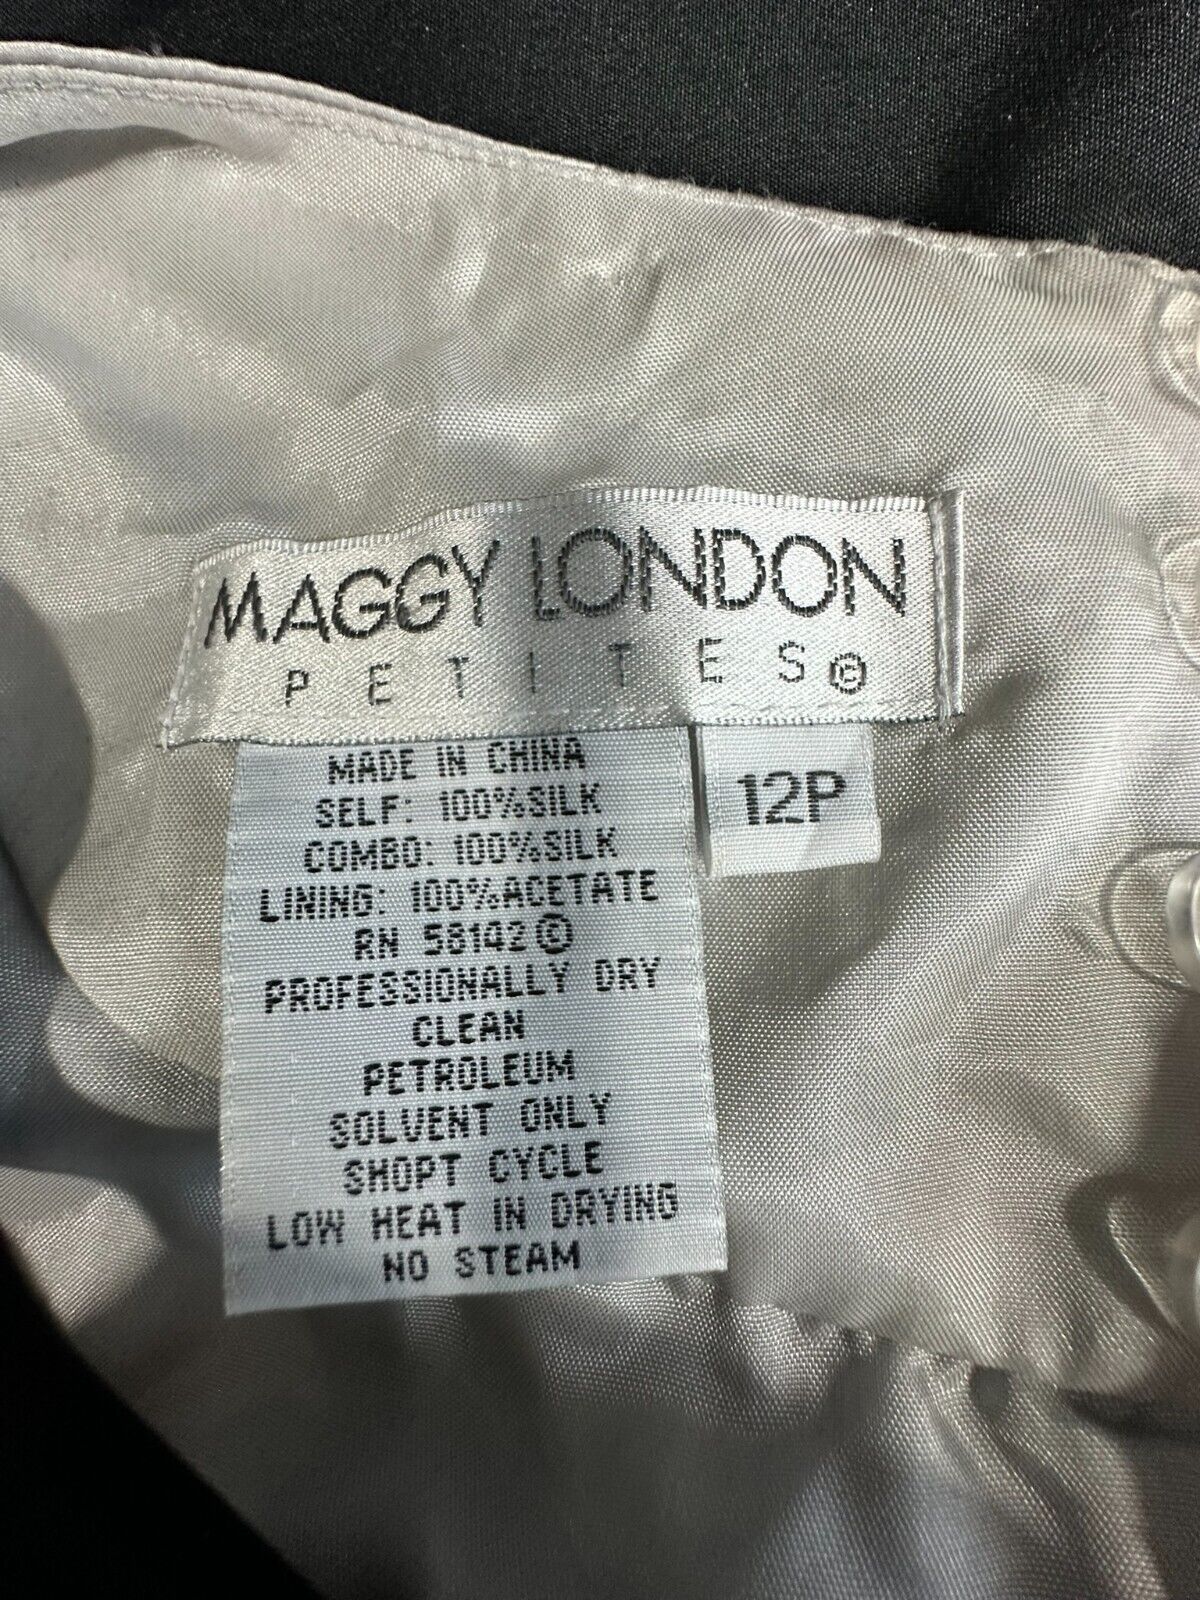 MAGGY LONDON
PETITES©
12P
MADE IN CHINA
SELF: 100%SILK
COMBO: 100%SILK
LINING: 100%ACETATE
RN 58142©
PROFESSIONALLY DRY
CLEAN
PETROLEUM
SOLVENT ONLY
SHOPT CYCLE
LOW HEAT IN DRYING
NO STEAM